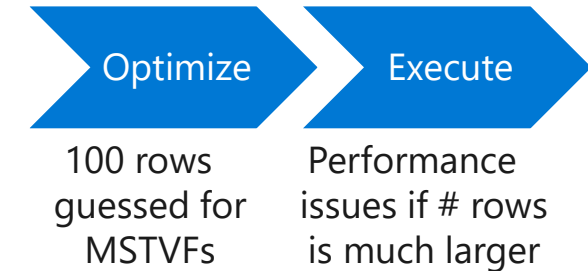 Optimize
Execute
100 rows
guessed for
MSTVFs
Performance
issues if # rows
is much larger